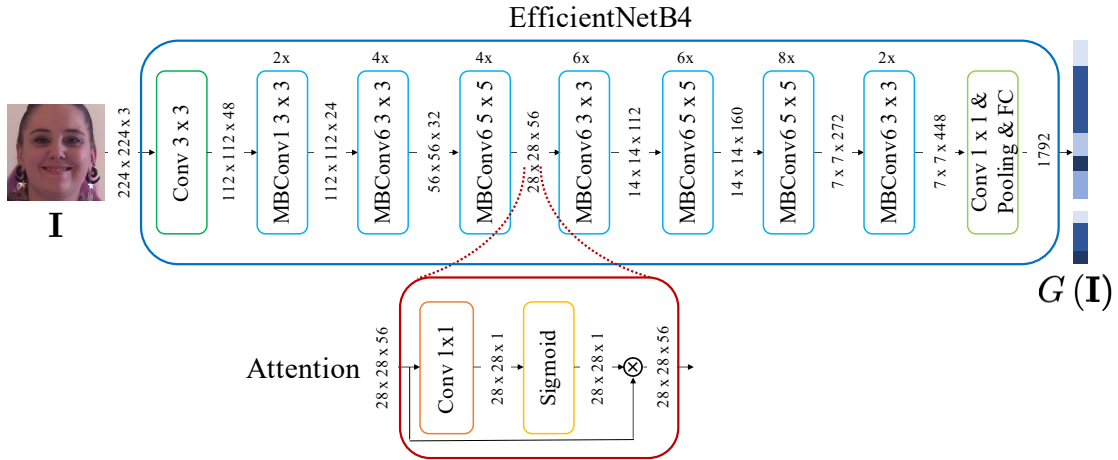 EfficientNetB4
2x
4x
4x
6x
6x
8x
2x
224 x 224 x 3
Conv 3 x 3
112 x 112 x 48
MBConv1 3 x 3
112 x 112 x 24
MBConv6 3 x 3
56 x 56 x 32
MBConv6 5 x 5
28 x 28 x 56
MBConv6 3 x 3
14 x 14 x 112
MBConv6 5 x 5
14 x 14 x 160
MBConv6 5 x 5
7 x 7 x 272
MBConv6 3 x 3
7 x 7 x 448
Conv 1 x 1 &
Pooling & FC
1792
I
G (I)
Attention
28 x 28 x 56
Conv 1x1
28 x 28 x 1
Sigmoid
28 x 28 x 1
28 x 28 x 56